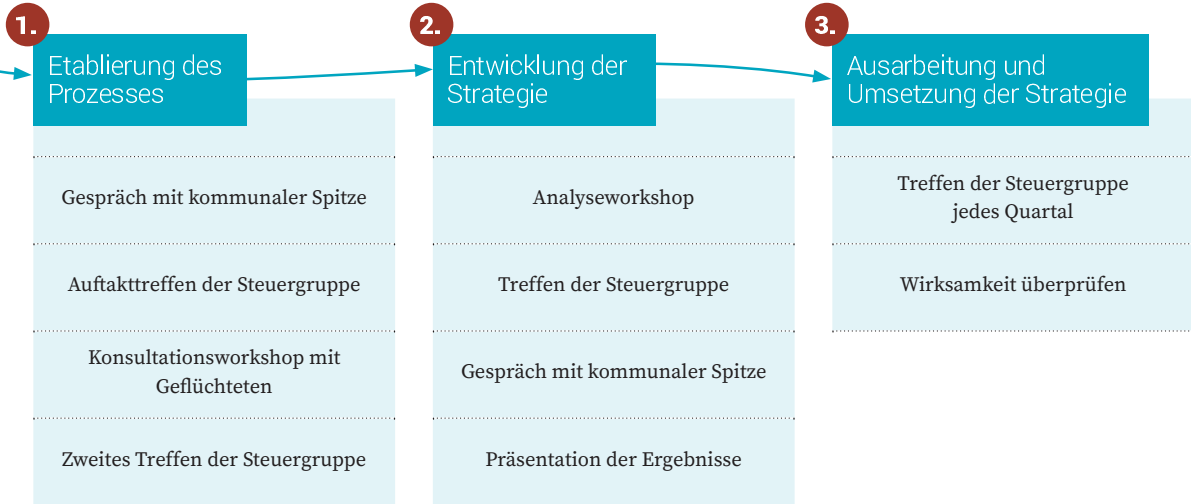 1.
Etablierung des
Prozesses
Gespräch mit kommunaler Spitze
Auftakttreffen der Steuergruppe
Konsultationsworkshop mit
Geflüchteten
Zweites Treffen der Steuergruppe
2.
Entwicklung der
Strategie
Analyseworkshop
Treffen der Steuergruppe
Gespräch mit kommunaler Spitze
Präsentation der Ergebnisse
3.
Ausarbeitung und
Umsetzung der Strategie
Treffen der Steuergruppe
jedes Quartal
Wirksamkeit überprüfen